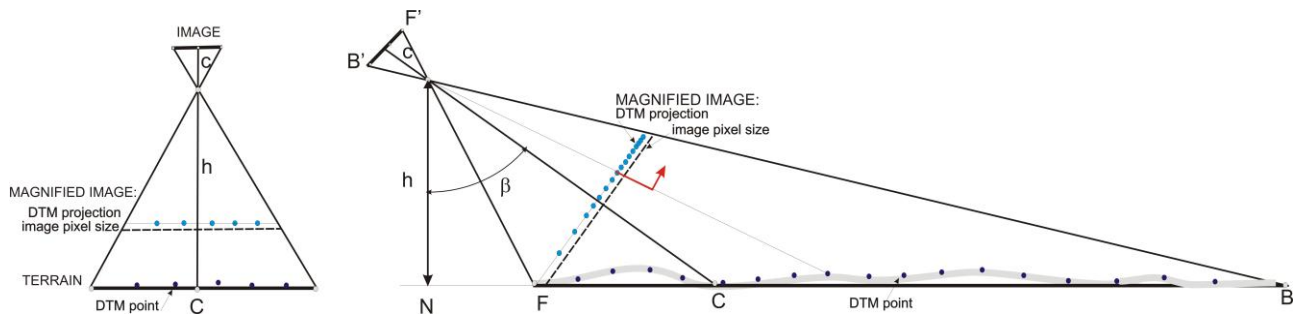 IMAGE
c
h
MAGNIFIED IMAGE:
DTM projection
image pixel size
TERRAIN
DTM point
C
F'
B'
c
MAGNIFIED IMAGE:
DTM projection
image pixel size
h
β
N
F
C
DTM point
B